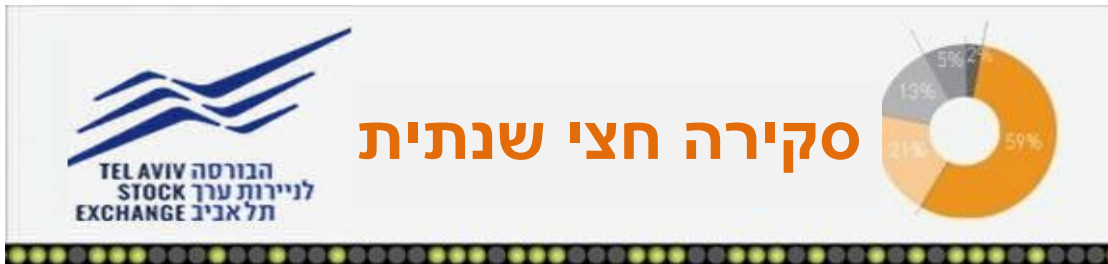 סקירה חצי שנתית
הבורסה TEL AVIV
לניירות ערך STOCK
תל אביב EXCHANGE
5%
2%
13%
21%
59%